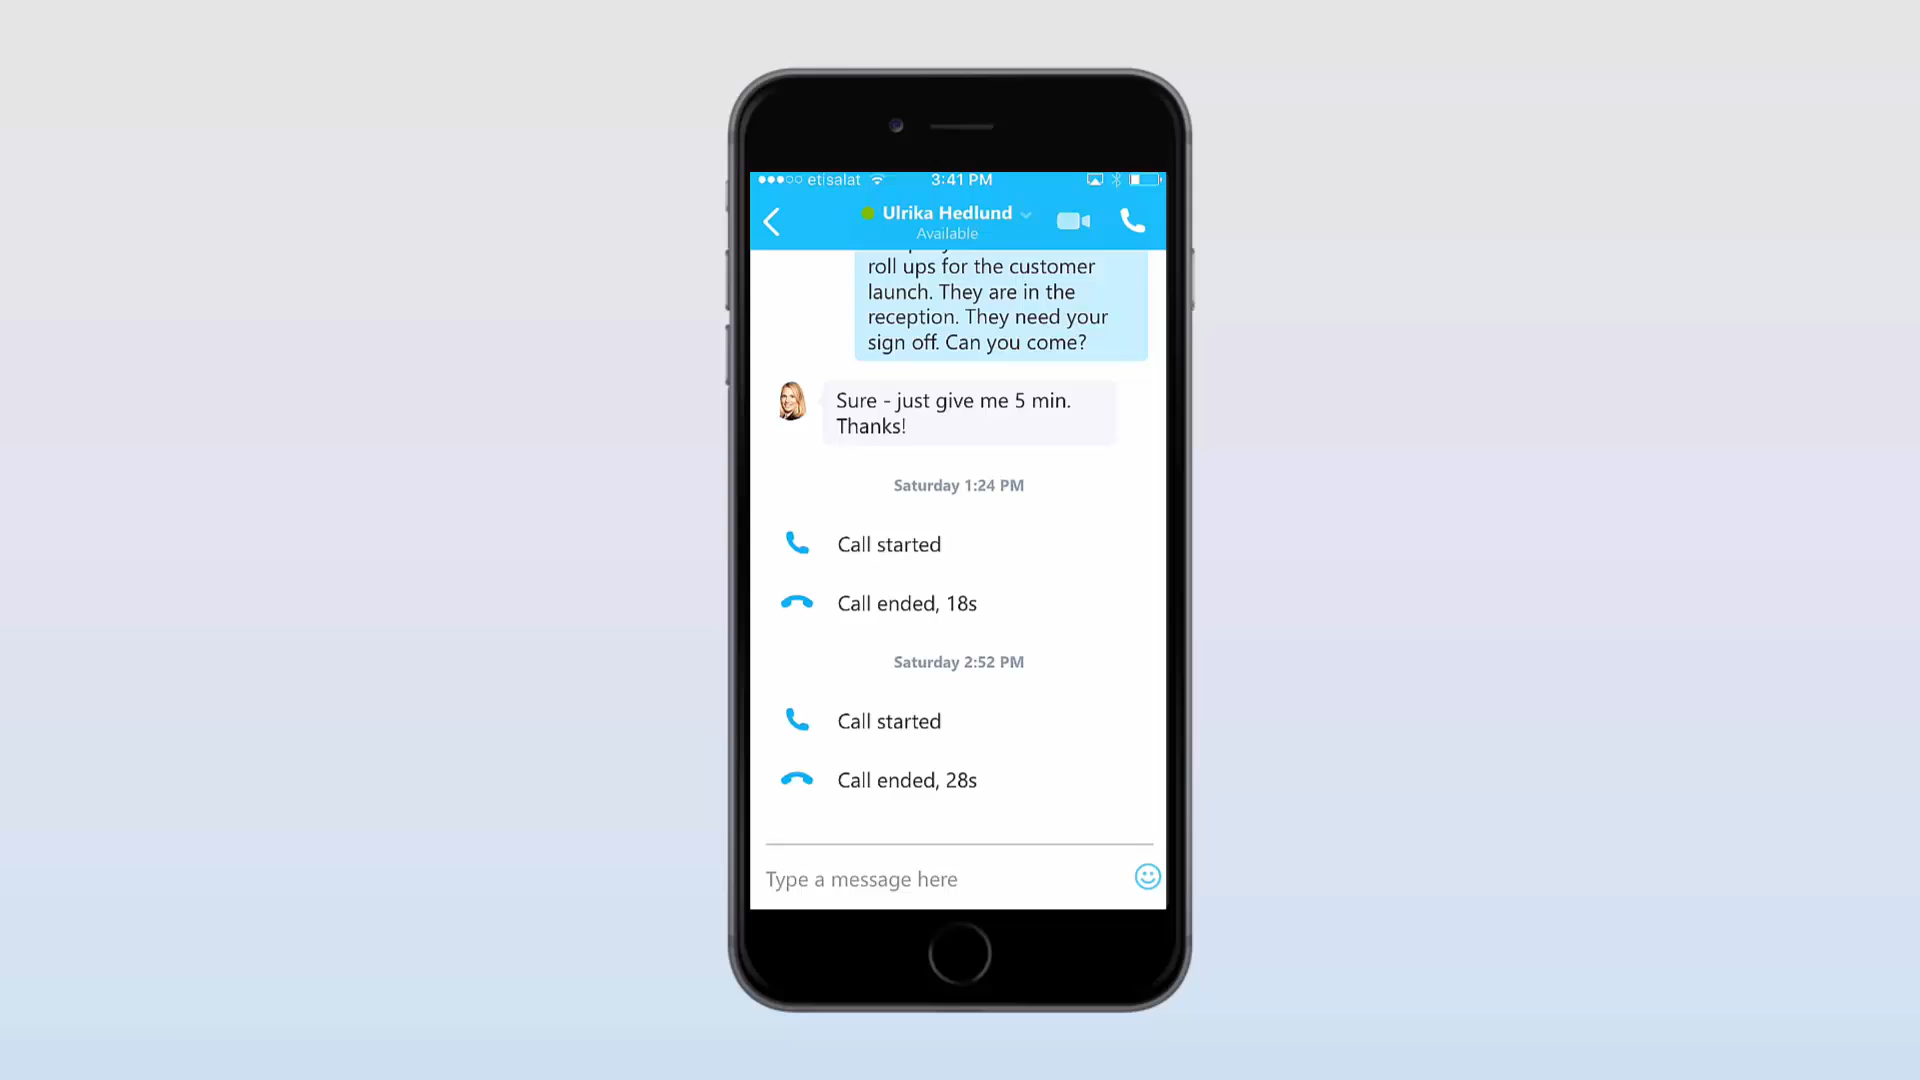 etisalat 3:41 PM
Ulrika Hedlund
Available
roll ups for the customer
launch. They are in the
reception. They need your
sign off. Can you come?
Sure - just give me 5 min.
Thanks!
Saturday 1:24 PM
Call started
Call ended, 18s
Saturday 2:52 PM
Call started
Call ended, 28s
Type a message here